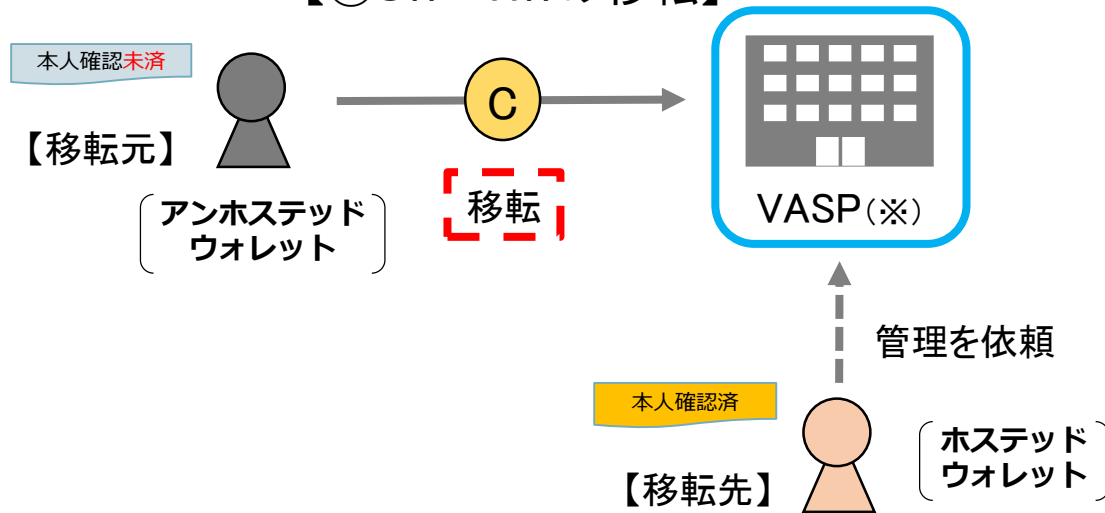 本人確認未済
【移転元】
アンホステッド
ウォレット
C
移転
VASP(※)
管理を依頼
本人確認済
【移転先】
ホステッド
ウォレット